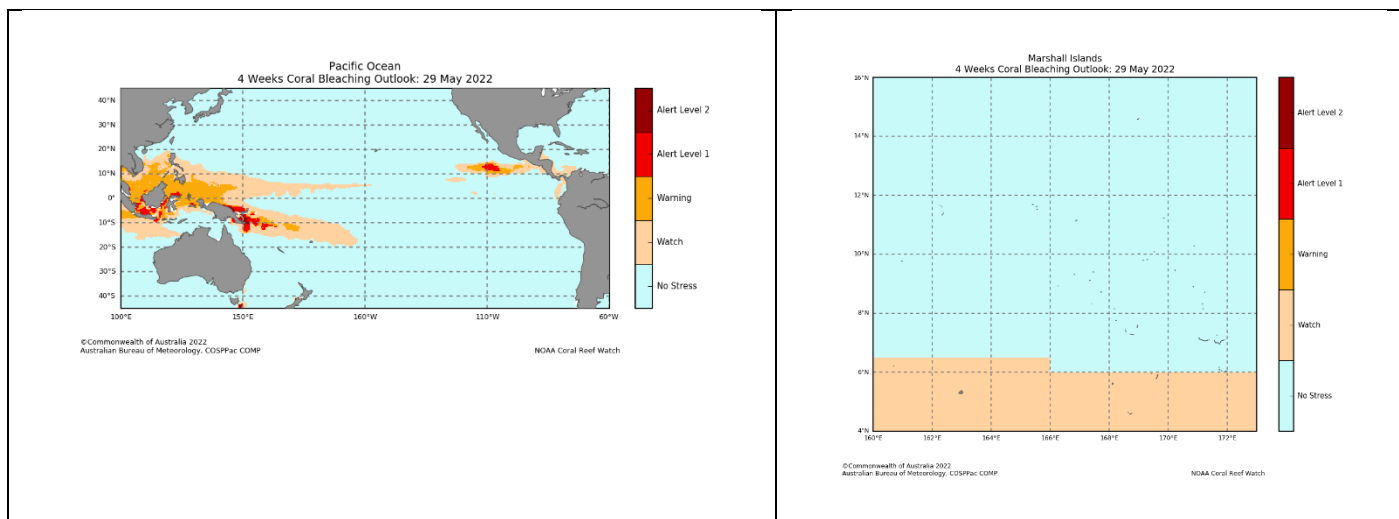 Pacific Ocean
4 Weeks Coral Bleaching Outlook: 29 May 2022
40°N
30°N
20°N
10°N
0°
10°S
20°S
30°S
40°S
100°E
150°E
160°W
110°W
60°W
Alert Level 2
Alert Level 1
Warning
Watch
No Stress
©Commonwealth of Australia 2022
Australian Bureau of Meteorology, COSPPac COMP
NOAA Coral Reef Watch
Marshall Islands
4 Weeks Coral Bleaching Outlook: 29 May 2022
16°N
14°N
12°N
10°N
8°N
6°N
4°N
160°E
162°E
164°E
166°E
168°E
170°E
172°E
Alert Level 2
Alert Level 1
Warning
Watch
No Stress
©Commonwealth of Australia 2022
Australian Bureau of Meteorology, COSPPac COMP
NOAA Coral Reef Watch